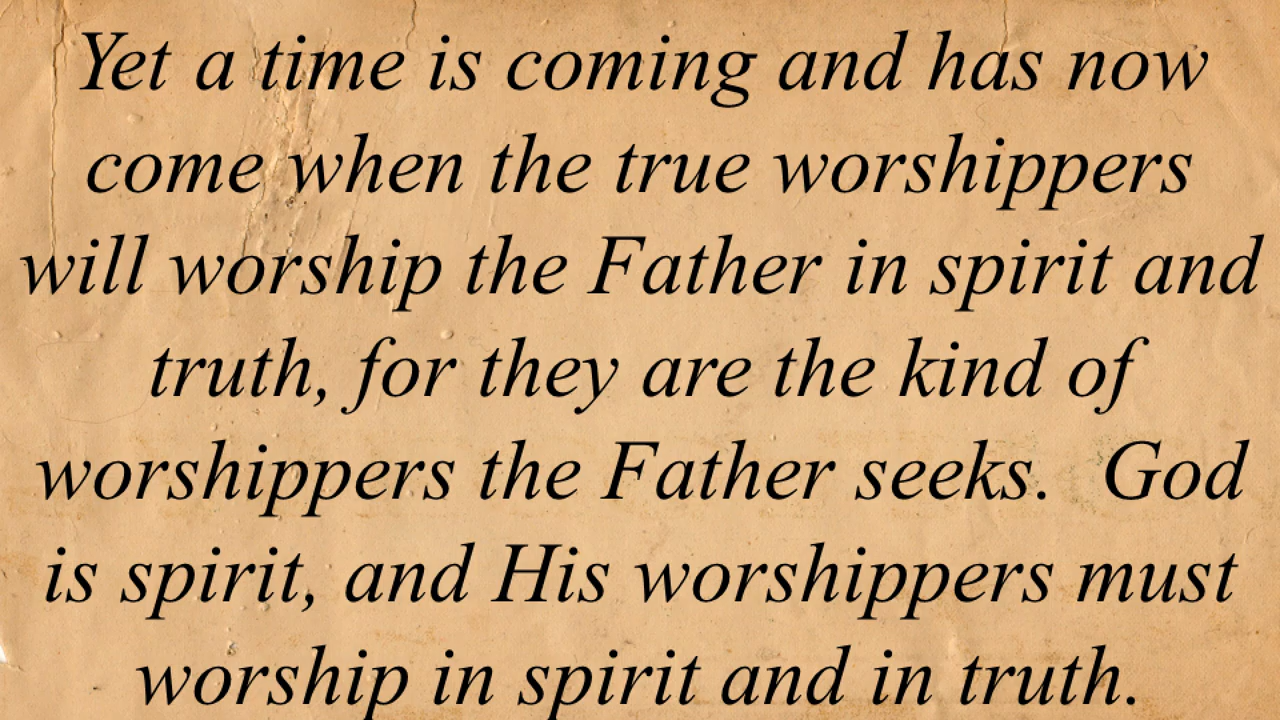 Yet a time is coming and has now
come when the true worshippers
will worship the Father in spirit and
truth, for they are the kind of
worshippers the Father seeks.  God
is spirit, and His worshippers must
worship in spirit and in truth.